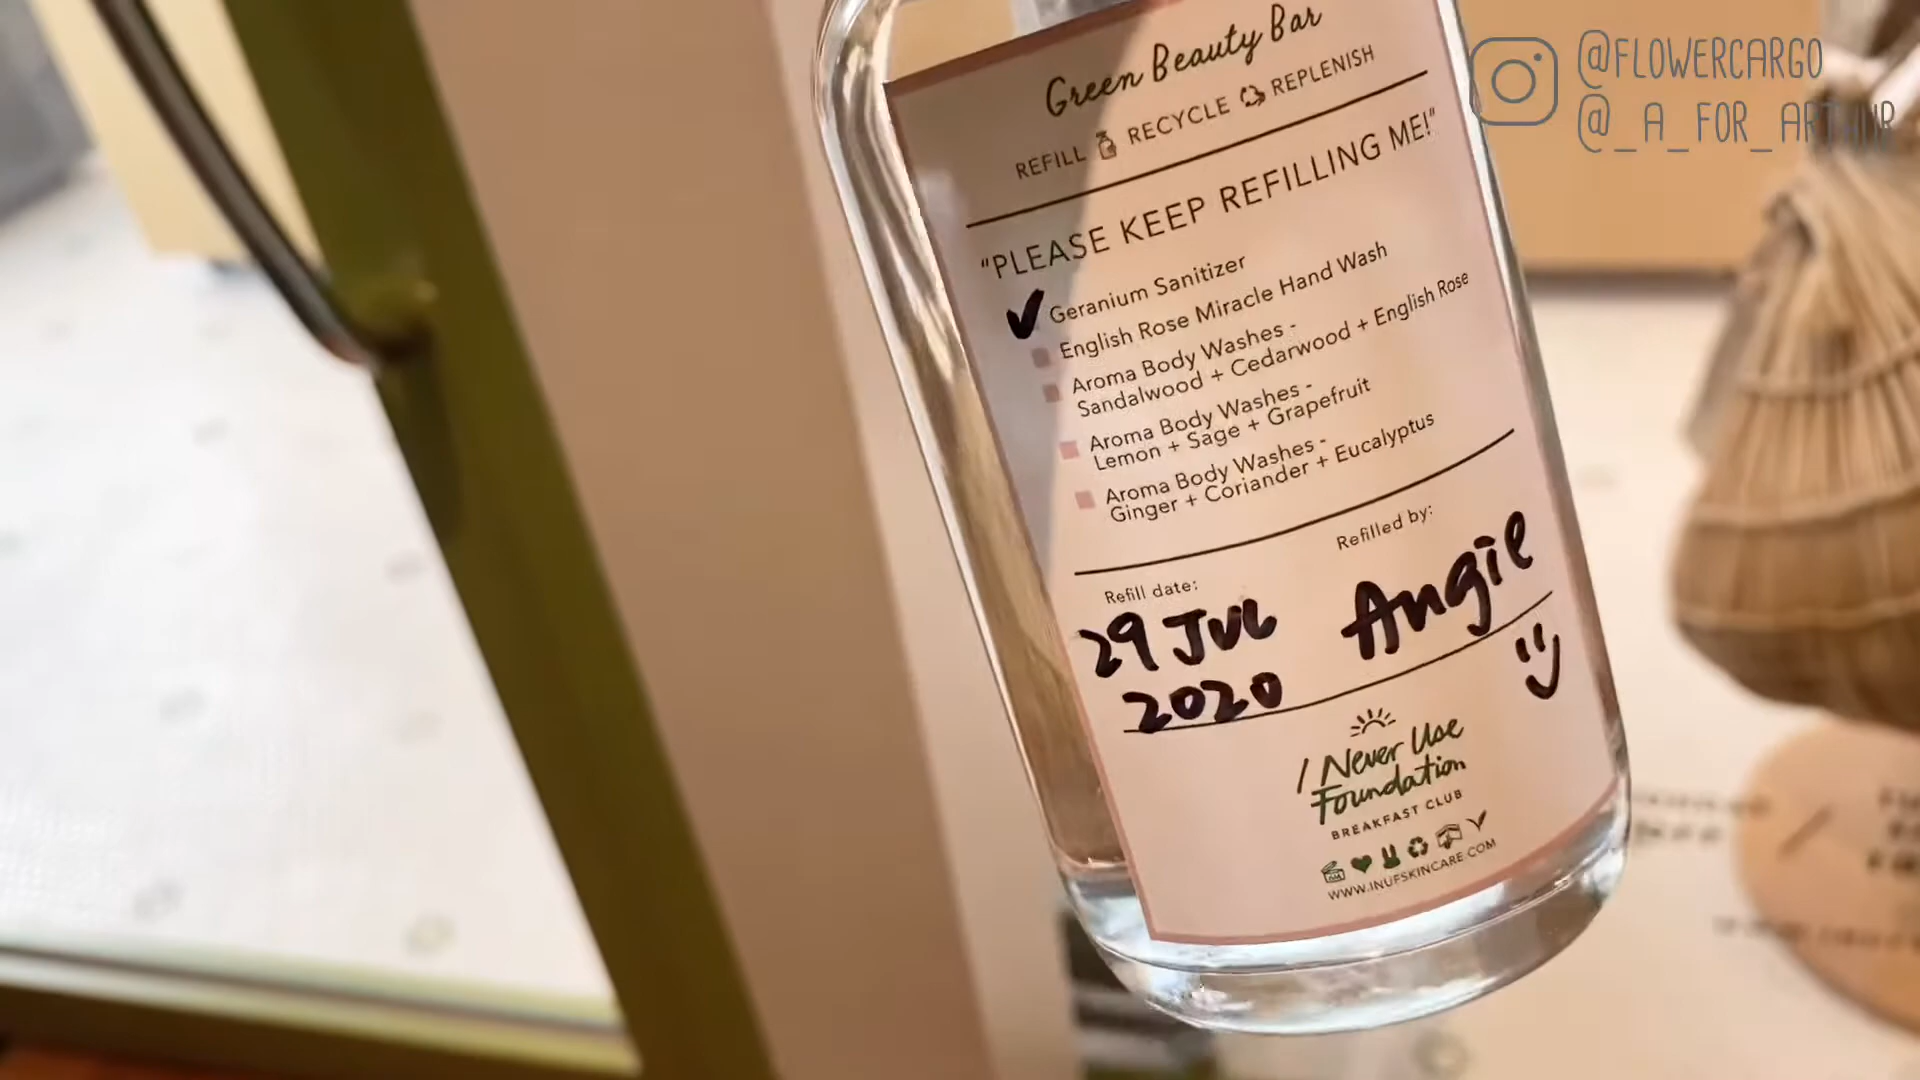 Green Beauty Bar
REFILL RECYCLE REPLENISH
"PLEASE KEEP REFILLING ME!"
Geranium Sanitizer
English Rose Miracle Hand Wash
Aroma Body Washes -
Sandalwood + Cedarwood + English Rose
Aroma Body Washes -
Lemon + Sage + Grapefruit
Aroma Body Washes -
Ginger + Coriander + Eucalyptus
Refill date:
29 JUL
2020
Refilled by:
Angie
I Never Use
Foundation
BREAKFAST CLUB
WWW.INUFSKINCARE.COM
@FLOWERCARGO
@_A_FOR_ARTHUR